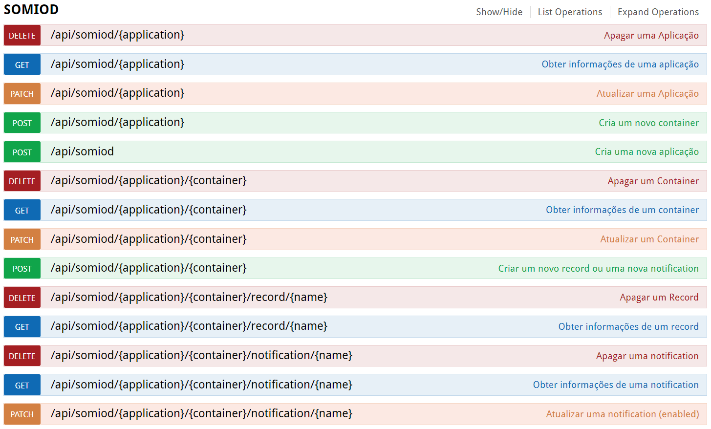 SOMIOD Show/Hide List Operations Expand Operations
DELETE /api/somiod/{application} Apagar uma Aplicação
GET /api/somiod/{application} Obter informações de uma aplicação
PATCH /api/somiod/{application} Atualizar uma Aplicação
POST /api/somiod/{application} Cria um novo container
POST /api/somiod Cria uma nova aplicação
DELETE /api/somiod/{application}/{container} Apagar um Container
GET /api/somiod/{application}/{container} Obter informações de um container
PATCH /api/somiod/{application}/{container} Atualizar um Container
POST /api/somiod/{application}/{container} Criar um novo record ou uma nova notification
DELETE /api/somiod/{application}/{container}/record/{name} Apagar um Record
GET /api/somiod/{application}/{container}/record/{name} Obter informações de um record
DELETE /api/somiod/{application}/{container}/notification/{name} Apagar uma notification
GET /api/somiod/{application}/{container}/notification/{name} Obter informações de uma notification
PATCH /api/somiod/{application}/{container}/notification/{name} Atualizar uma notification (enabled)